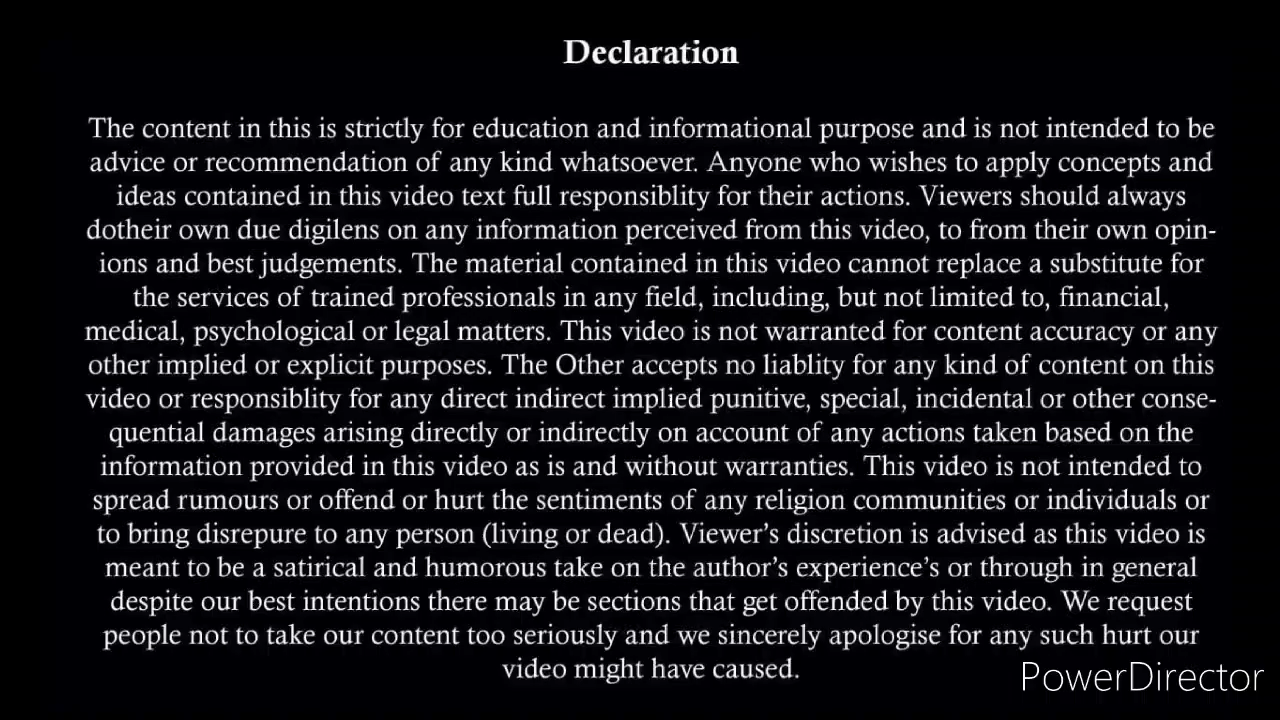 Declaration
The content in this is strictly for education and informational purpose and is not intended to be
advice or recommendation of any kind whatsoever. Anyone who wishes to apply concepts and
ideas contained in this video text full responsiblity for their actions. Viewers should always
dotheir own due digilens on any information perceived from this video, to from their own opin-
ions and best judgements. The material contained in this video cannot replace a substitute for
the services of trained professionals in any field, including, but not limited to, financial,
medical, psychological or legal matters. This video is not warranted for content accuracy or any
other implied or explicit purposes. The Other accepts no liablity for any kind of content on this
video or responsiblity for any direct indirect implied punitive, special, incidental or other conse-
quential damages arising directly or indirectly on account of any actions taken based on the
information provided in this video as is and without warranties. This video is not intended to
spread rumours or offend or hurt the sentiments of any religion communities or individuals or
to bring disrepure to any person (living or dead). Viewer’s discretion is advised as this video is
meant to be a satirical and humorous take on the author’s experience’s or through in general
despite our best intentions there may be sections that get offended by this video. We request
people not to take our content too seriously and we sincerely apologise for any such hurt our
video might have caused.
PowerDirector